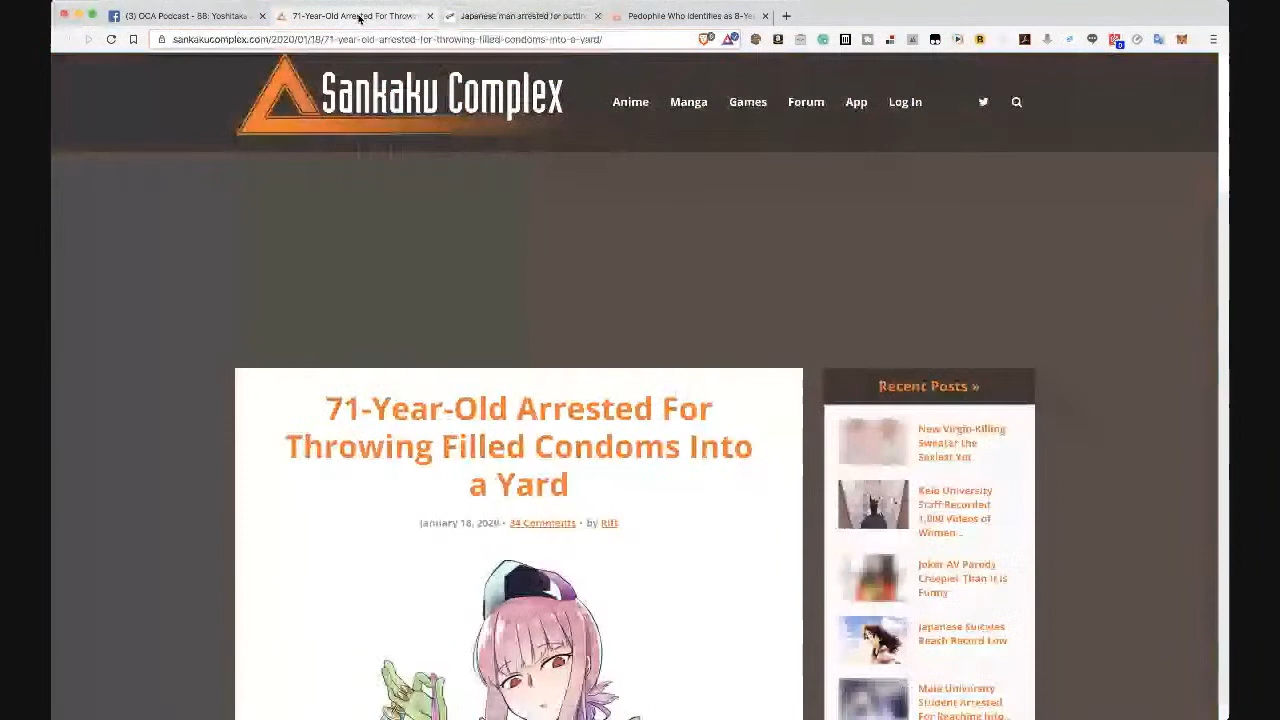 (3) OCA Podcast - BB: Yoshitaka
71-Year-Old Arrested For Throwin
Japanese man arrested for puttin
Pedophile Who Identifies as 8-Ye
sankakucomplex.com/2020/01/18/71-year-old-arrested-for-throwing-filled-condoms-into-a-yard/
Sankaku Complex
Anime Manga Games Forum App Log In
71-Year-Old Arrested For
Throwing Filled Condoms Into
a Yard
January 18, 2020 • 34 Comments • by Rift
Recent Posts »
New Virgin-Killing
Sweater the
Sexiest Yet
Keio University
Staff Recorded
1,000 Videos of
Women...
Joker AV Parody
Creepier Than It Is
Funny
Japanese Suicides
Reach Record Low
Male University
Student Arrested
For Reaching Into...